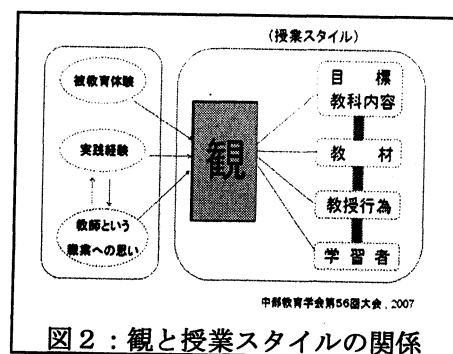 (授業スタイル)
被教育体験
実践経験
教師という
職業への思い
観
目標
教科内容
教材
教授行為
学習者
中部教育学会第56回大会, 2007
図2:観と授業スタイルの関係